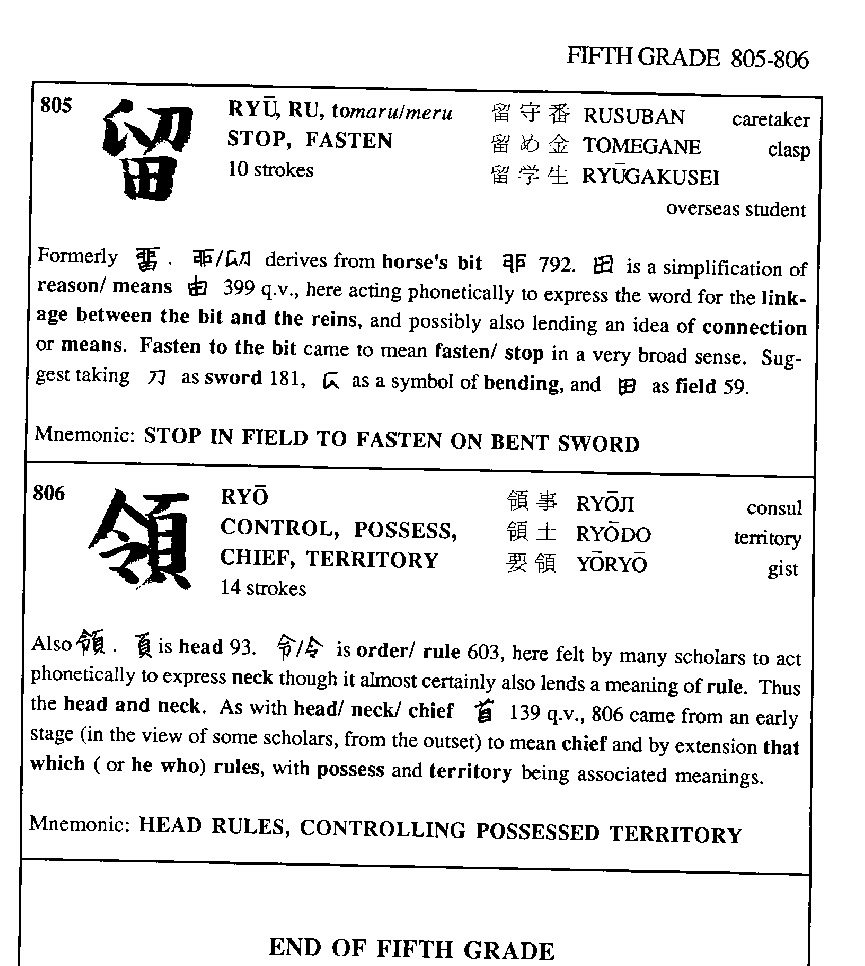 FIFTH GRADE 805-806
805 留 RYŪ, RU, tomaru/meru 留守番 RUSUBAN caretaker
STOP, FASTEN 留め金 TOMEGANE clasp
10 strokes 留学生 RYŪGAKUSEI
overseas student
Formerly . / derives from horse's bit 792. 田 is a simplification of
reason/ means 由 399 q.v., here acting phonetically to express the word for the link-
age between the bit and the reins, and possibly also lending an idea of connection
or means. Fasten to the bit came to mean fasten/ stop in a very broad sense. Sug-
gest taking 刀 as sword 181, as a symbol of bending, and 田 as field 59.
Mnemonic: STOP IN FIELD TO FASTEN ON BENT SWORD
806 領 RYŌ 領事 RYŌJI consul
CONTROL, POSSESS, 領土 RYŌDO territory
CHIEF, TERRITORY 要領 YŌRYŌ gist
14 strokes
Also 領. 頁 is head 93. 令/令 is order/ rule 603, here felt by many scholars to act
phonetically to express neck though it almost certainly also lends a meaning of rule. Thus
the head and neck. As with head/ neck/ chief 首 139 q.v., 806 came from an early
stage (in the view of some scholars, from the outset) to mean chief and by extension that
which ( or he who) rules, with possess and territory being associated meanings.
Mnemonic: HEAD RULES, CONTROLLING POSSESSED TERRITORY
END OF FIFTH GRADE